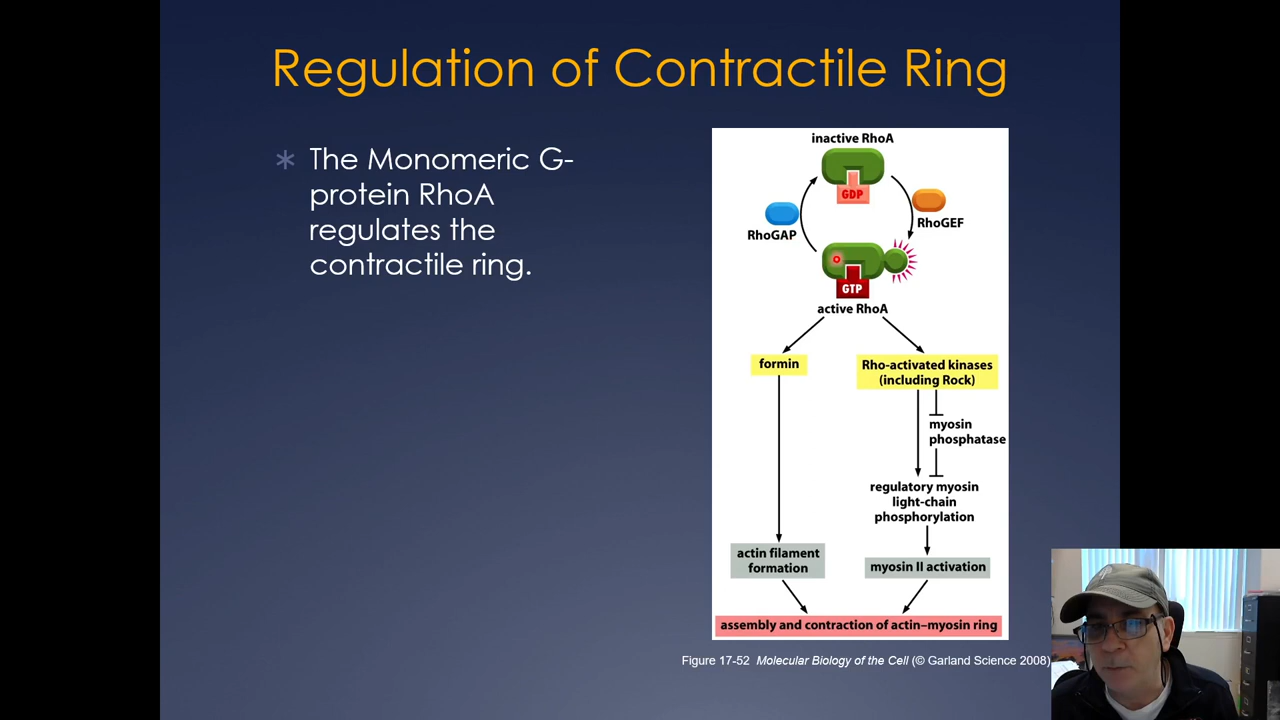 Regulation of Contractile Ring
The Monomeric G-
protein RhoA
regulates the
contractile ring.
inactive RhoA
GDP
RhoGAP
RhoGEF
GTP
active RhoA
formin
Rho-activated kinases
(including Rock)
myosin
phosphatase
regulatory myosin
light-chain
phosphorylation
actin filament
formation
myosin II activation
assembly and contraction of actin–myosin ring
Figure 17-52 Molecular Biology of the Cell (© Garland Science 2008)